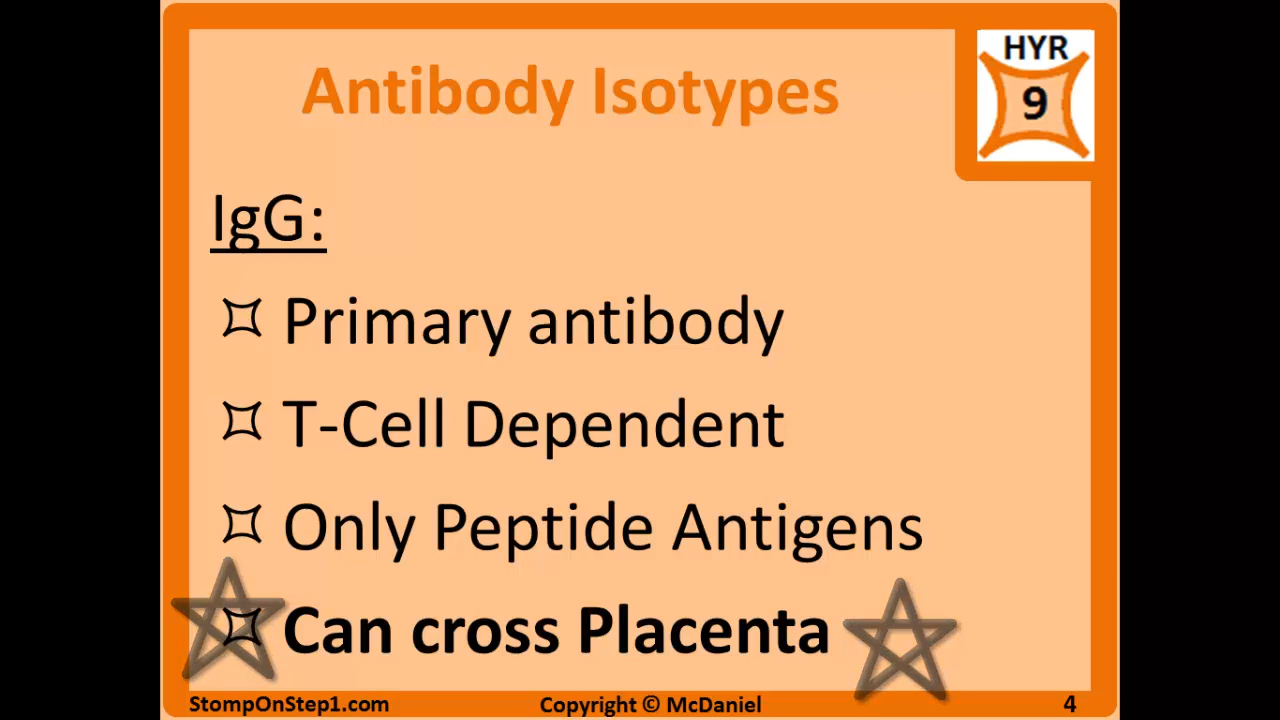 Antibody Isotypes
HYR
9
IgG:
Primary antibody
T-Cell Dependent
Only Peptide Antigens
Can cross Placenta
StompOnStep1.com
Copyright © McDaniel
4